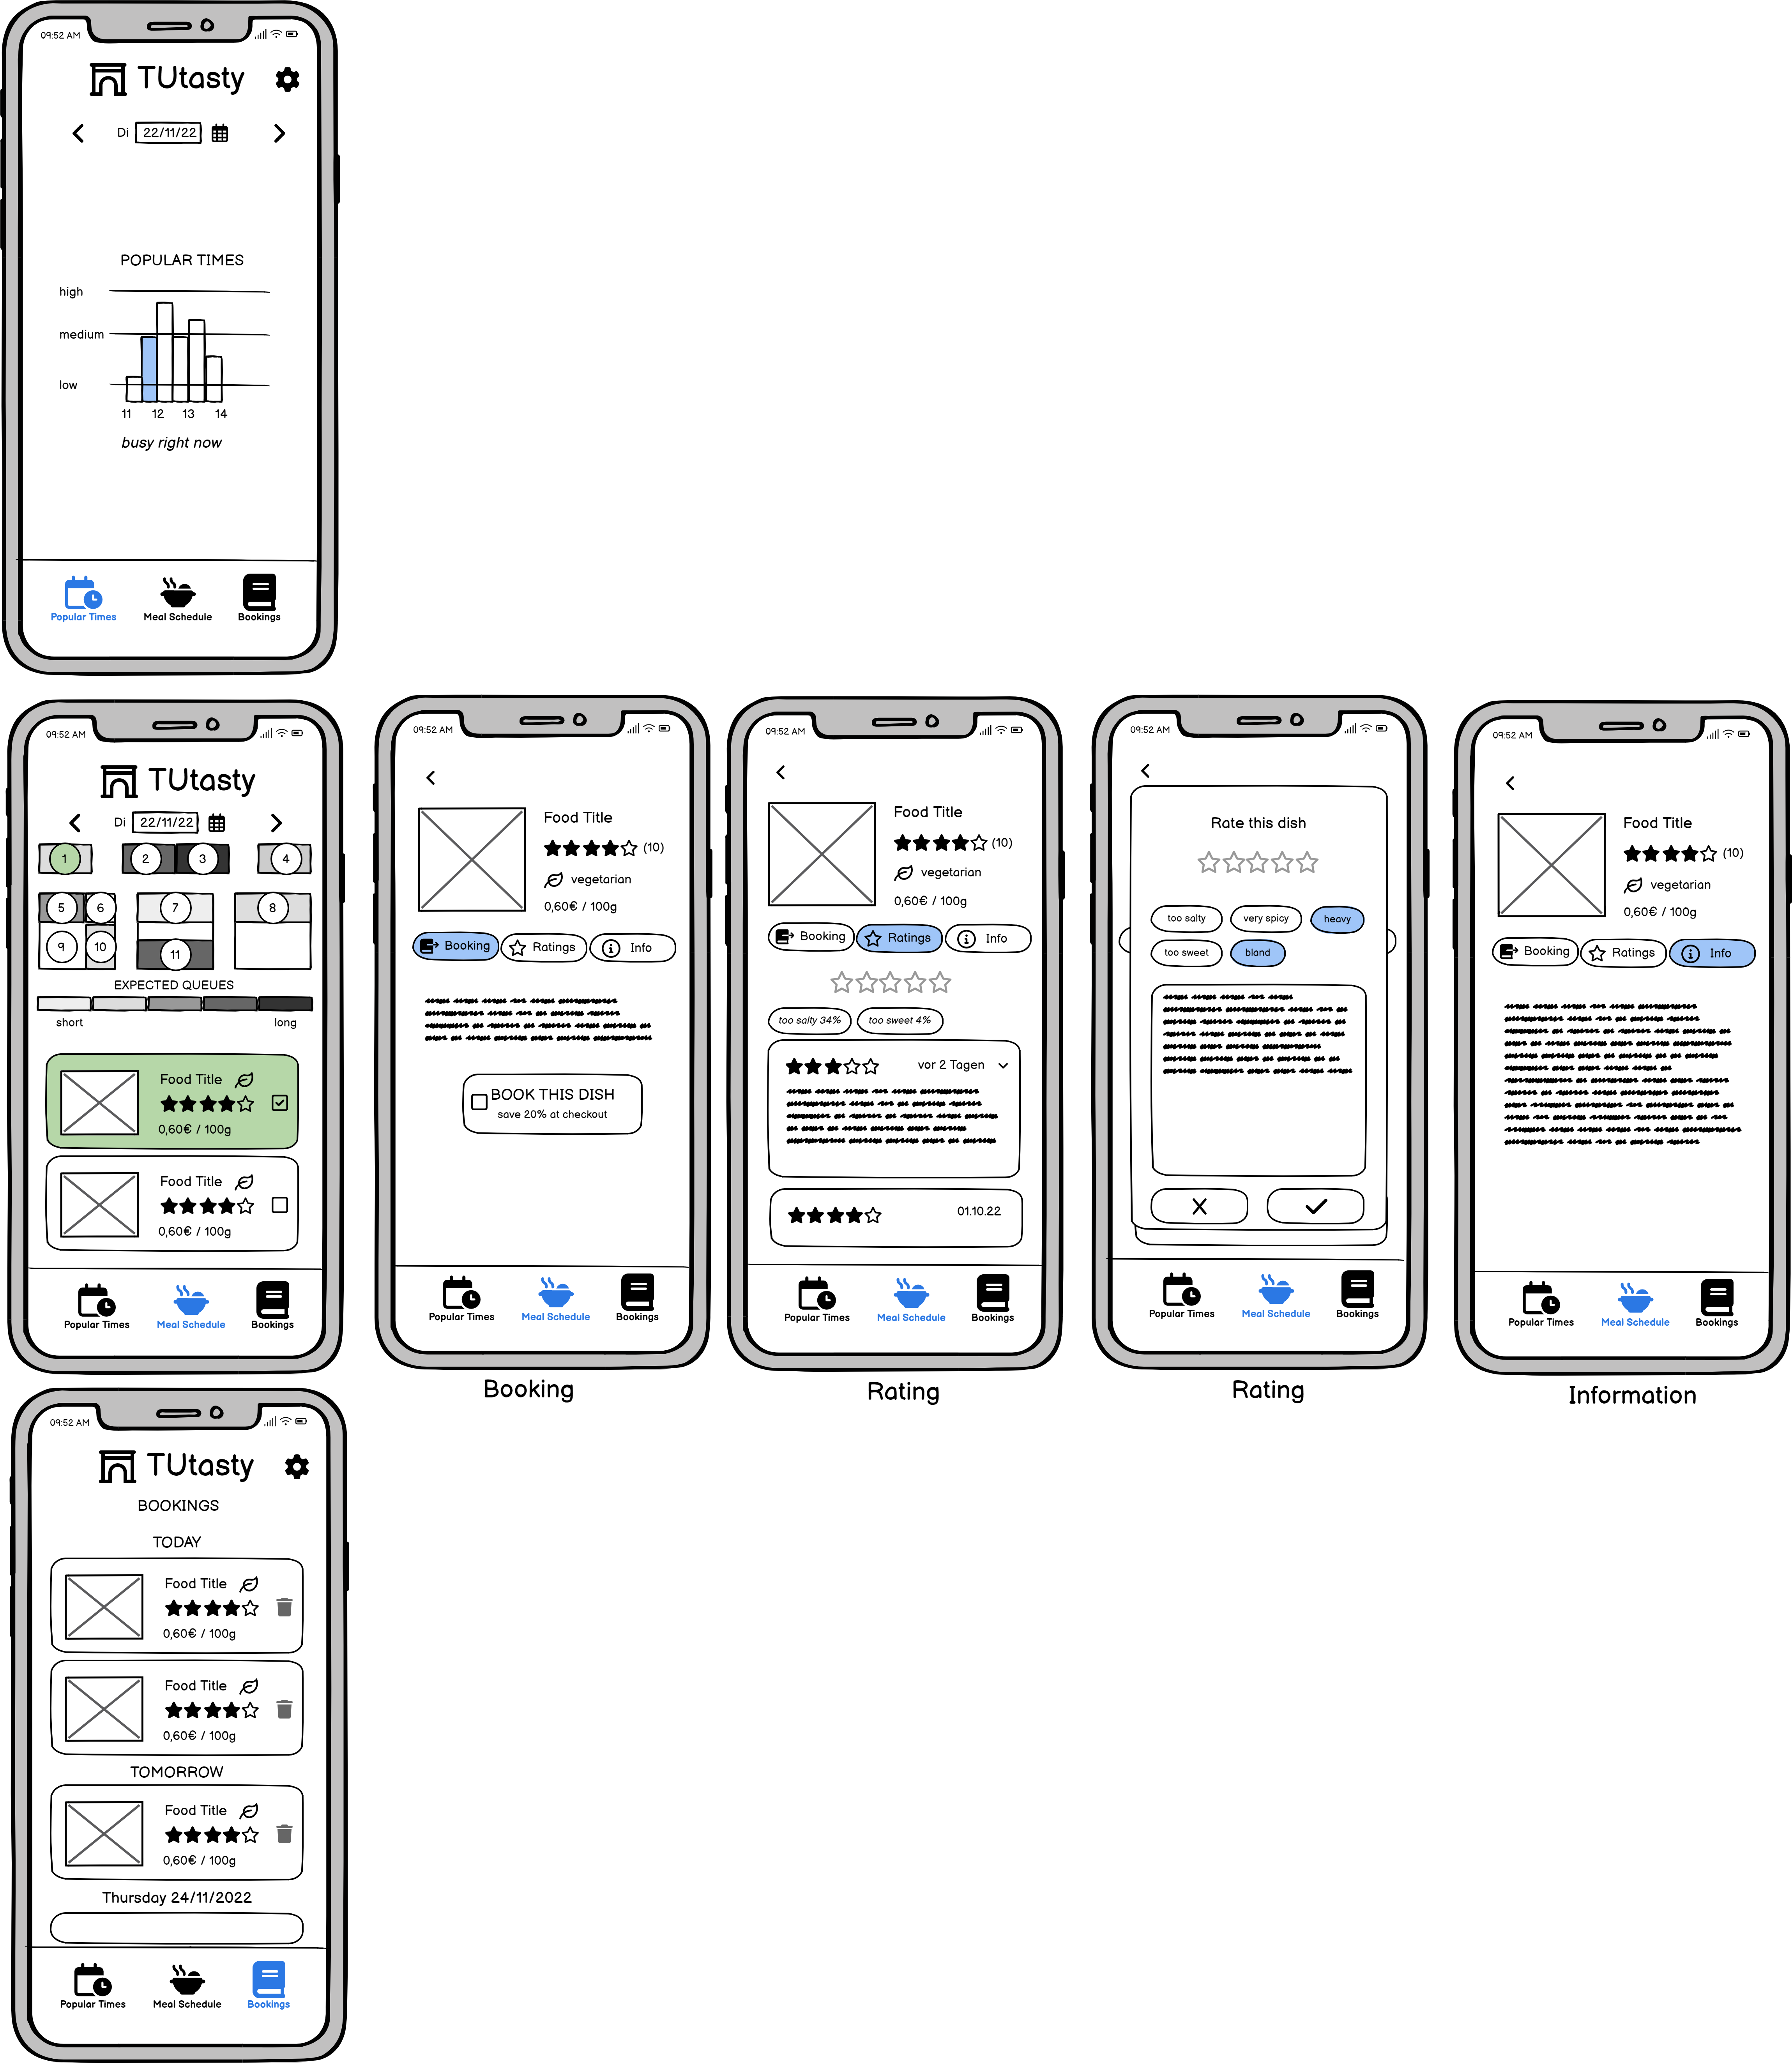 09:52 AM
TUtasty
Di 22/11/22
POPULAR TIMES
high
medium
low
11 12 13 14
busy right now
Popular Times Meal Schedule Bookings
09:52 AM
TUtasty
Di 22/11/22
1 2 3 4
5 6 7 8
9 10 11
EXPECTED QUEUES
short long
Food Title
0,60€ / 100g
Food Title
0,60€ / 100g
Popular Times Meal Schedule Bookings
09:52 AM
Food Title
(10)
vegetarian
0,60€ / 100g
Booking Ratings Info
BOOK THIS DISH
save 20% at checkout
Popular Times Meal Schedule Bookings
Booking
09:52 AM
Food Title
(10)
vegetarian
0,60€ / 100g
Booking Ratings Info
too salty 34% too sweet 4%
vor 2 Tagen
01.10.22
Popular Times Meal Schedule Bookings
Rating
09:52 AM
Rate this dish
too salty very spicy heavy
too sweet bland
Popular Times Meal Schedule Bookings
Rating
09:52 AM
Food Title
(10)
vegetarian
0,60€ / 100g
Booking Ratings Info
Popular Times Meal Schedule Bookings
Information
09:52 AM
TUtasty
BOOKINGS
TODAY
Food Title
0,60€ / 100g
Food Title
0,60€ / 100g
TOMORROW
Food Title
0,60€ / 100g
Thursday 24/11/2022
Popular Times Meal Schedule Bookings